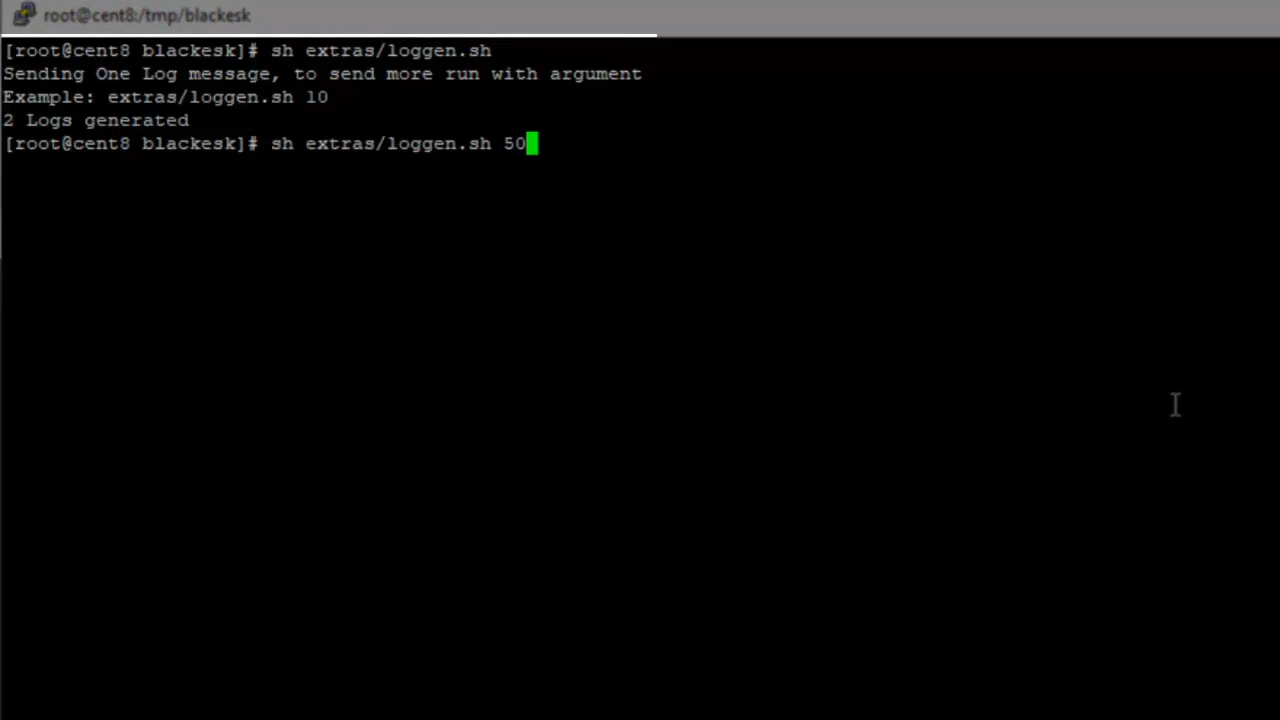 root@cent8:/tmp/blackesk
[root@cent8 blackesk]# sh extras/loggen.sh
Sending One Log message, to send more run with argument
Example: extras/loggen.sh 10
2 Logs generated
[root@cent8 blackesk]# sh extras/loggen.sh 50